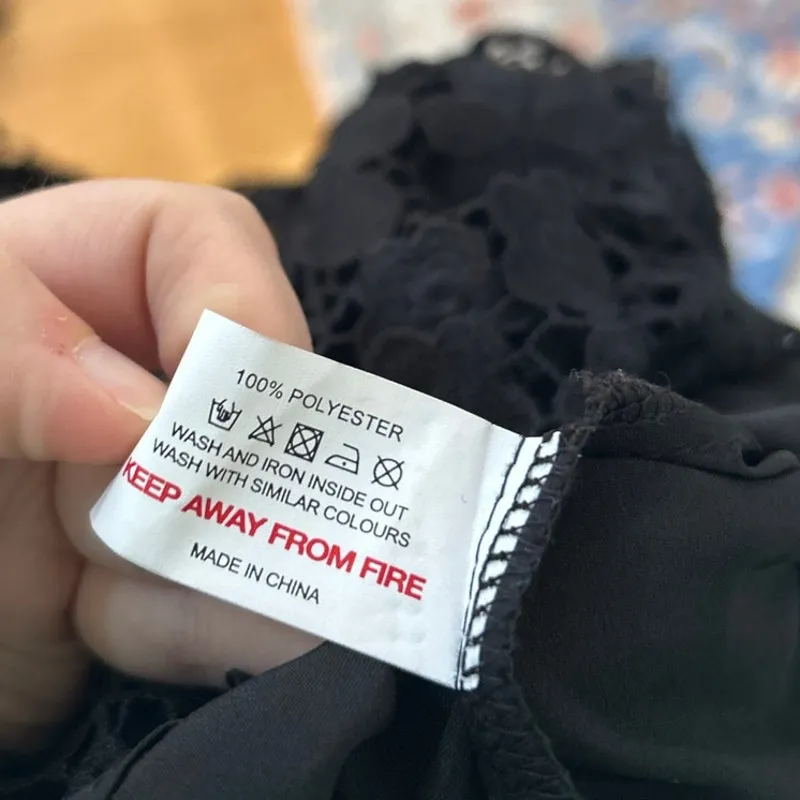 100% POLYESTER
WASH AND IRON INSIDE OUT
WASH WITH SIMILAR COLOURS
KEEP AWAY FROM FIRE
MADE IN CHINA